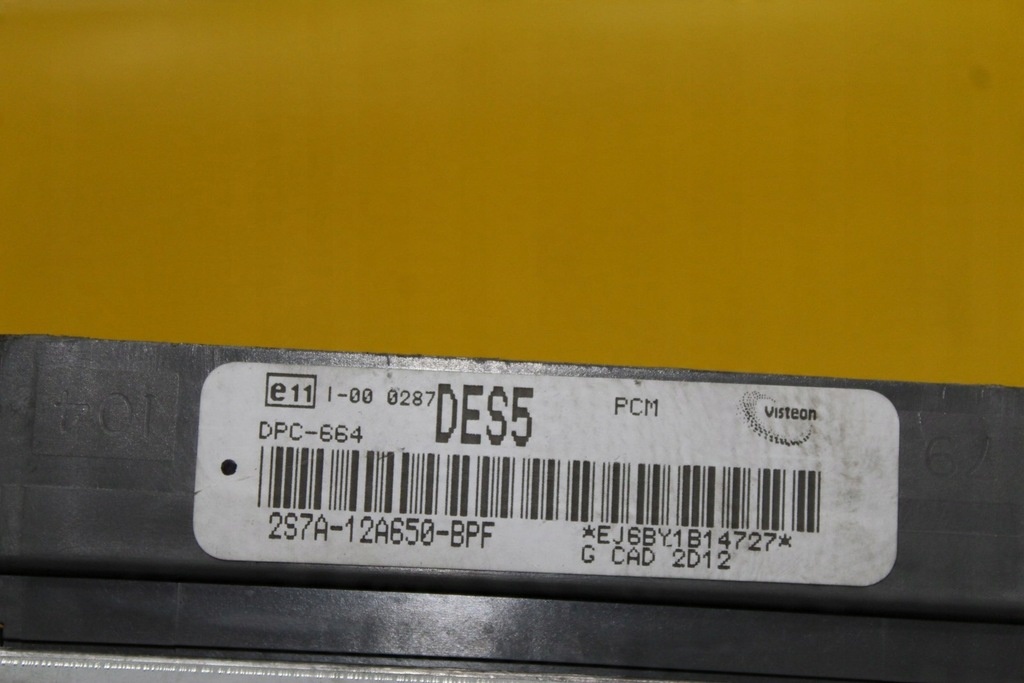 e11 I-00 0287 DES5 PCM Visteon
DPC-664
2S7A-12A650-BPF *EJ6BY1B14727*
G CAD 2D12